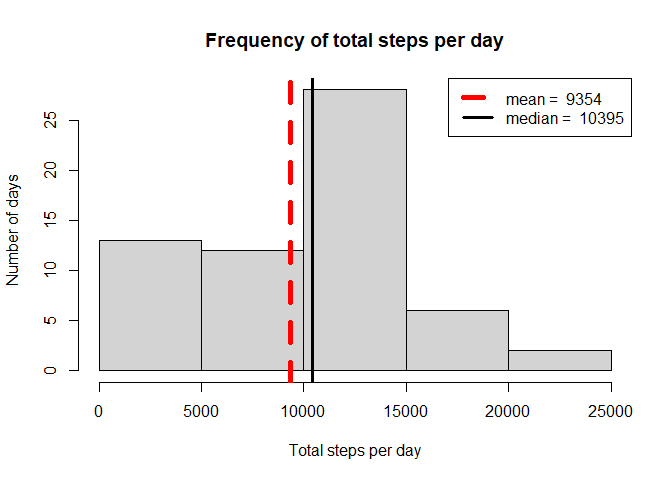 Frequency of total steps per day
mean = 9354
median = 10395
Number of days
25
20
15
10
5
0
0 5000 10000 15000 20000 25000
Total steps per day